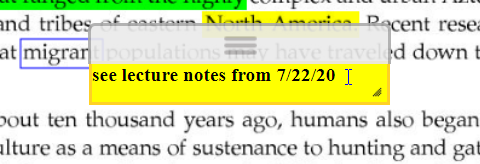 at ranged from the highly complex and urban Azt
and tribes of eastern North America. Recent rese
at migrant populations may have traveled down t
see lecture notes from 7/22/20
bout ten thousand years ago, humans also began
ulture as a means of sustenance to hunting and gat